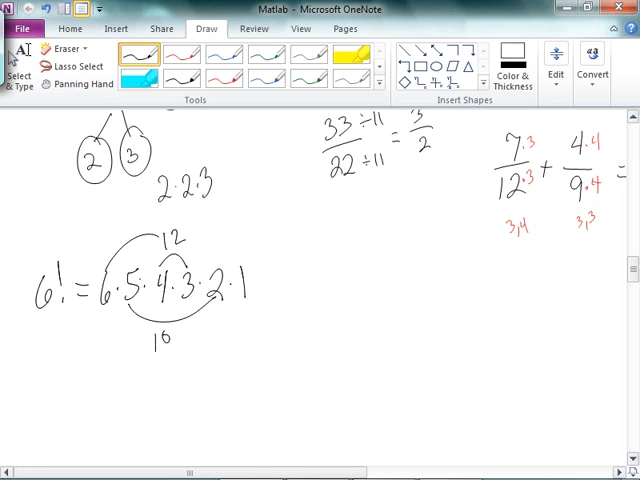 Matlab - Microsoft OneNote
File Home Insert Share Draw Review View Pages
Select & Type
Eraser
Lasso Select
Panning Hand
Color & Thickness
Edit
Convert
Tools
Insert Shapes
2 3
2·2·3
33 ÷11 / 22 ÷11 = 3/2
7·3 / 12·3 + 4·4 / 9·4 =
3,4 3,3
12
6! = 6·5·4·3·2·1
10